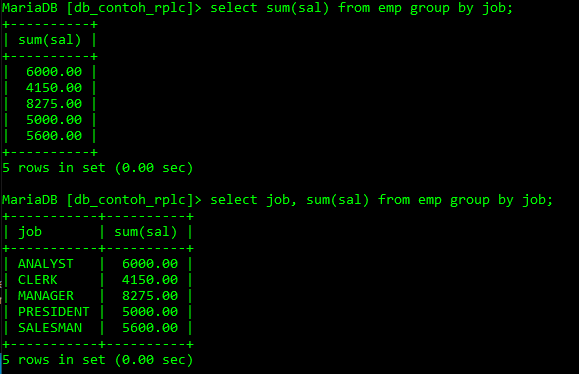 MariaDB [db_contoh_rplc]> select sum(sal) from emp group by job;
+----------+
| sum(sal) |
+----------+
|  6000.00 |
|  4150.00 |
|  8275.00 |
|  5000.00 |
|  5600.00 |
+----------+
5 rows in set (0.00 sec)
MariaDB [db_contoh_rplc]> select job, sum(sal) from emp group by job;
+-----------+----------+
| job       | sum(sal) |
+-----------+----------+
| ANALYST   |  6000.00 |
| CLERK     |  4150.00 |
| MANAGER   |  8275.00 |
| PRESIDENT |  5000.00 |
| SALESMAN  |  5600.00 |
+-----------+----------+
5 rows in set (0.00 sec)